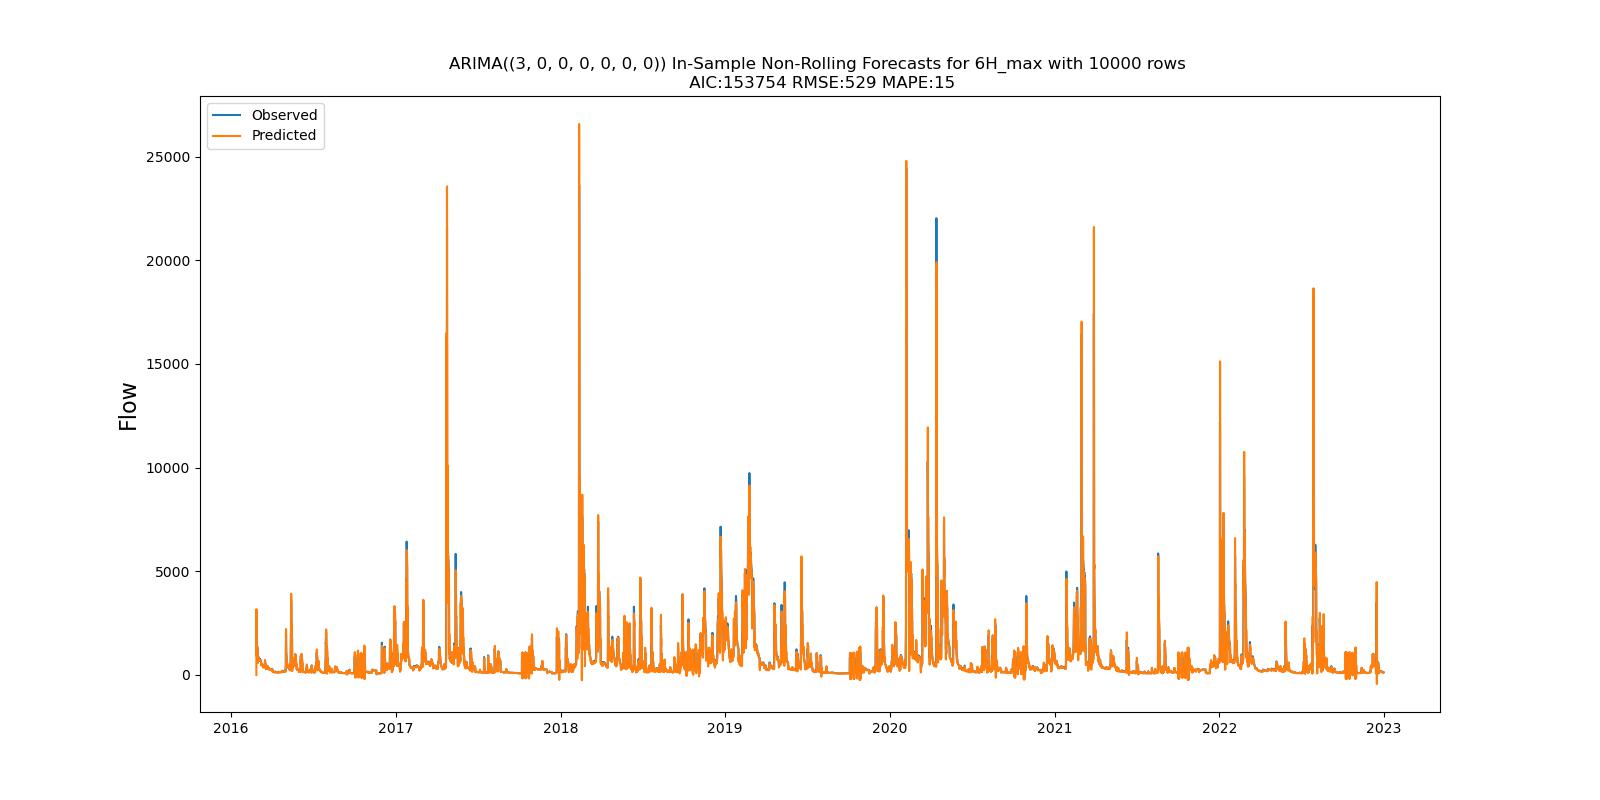 ARIMA((3, 0, 0, 0, 0, 0, 0)) In-Sample Non-Rolling Forecasts for 6H_max with 10000 rows
AIC:153754 RMSE:529 MAPE:15
Observed
Predicted
25000
20000
15000
10000
5000
0
Flow
2016 2017 2018 2019 2020 2021 2022 2023